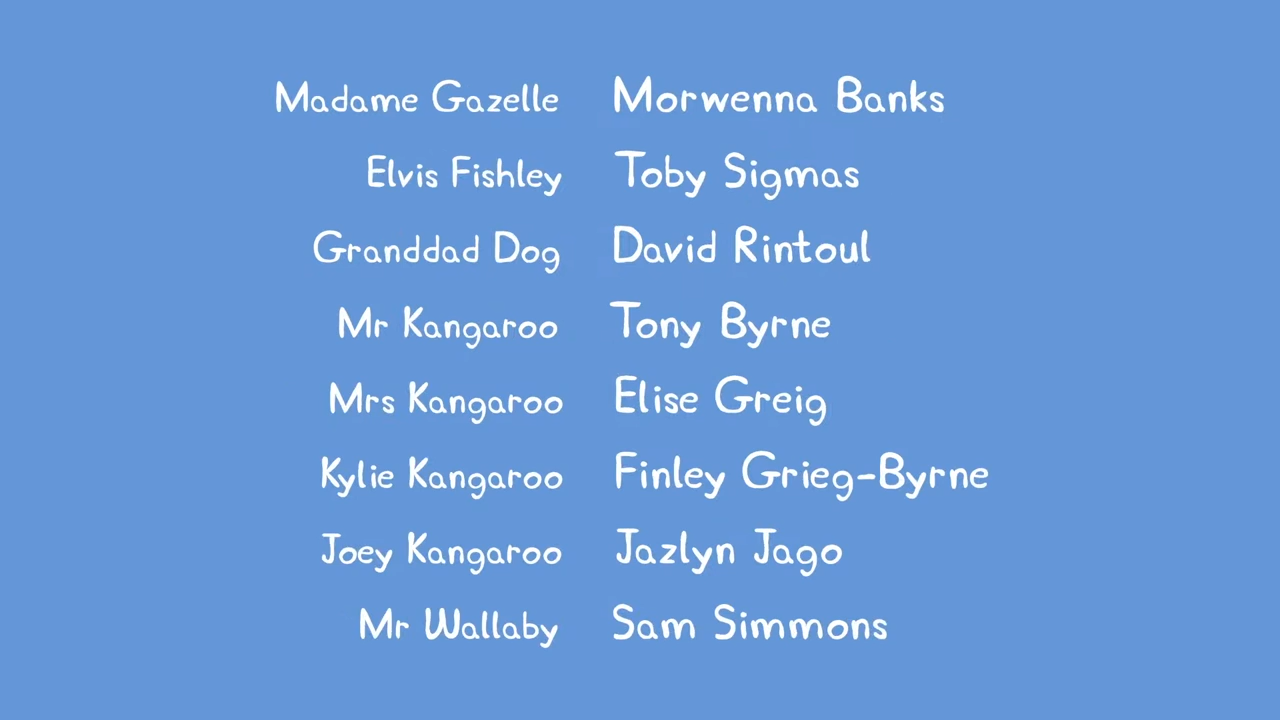 Madame Gazelle Morwenna Banks
Elvis Fishley Toby Sigmas
Granddad Dog David Rintoul
Mr Kangaroo Tony Byrne
Mrs Kangaroo Elise Greig
Kylie Kangaroo Finley Grieg-Byrne
Joey Kangaroo Jazlyn Jago
Mr Wallaby Sam Simmons